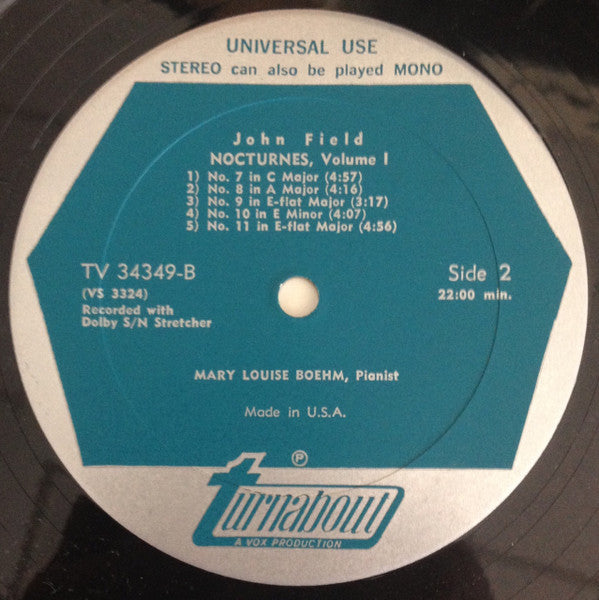 UNIVERSAL USE
STEREO can also be played MONO
John Field
NOCTURNES, Volume I
1) No. 7 in C Major (4:57)
2) No. 8 in A Major (4:16)
3) No. 9 in E-flat Major (3:17)
4) No. 10 in E Minor (4:07)
5) No. 11 in E-flat Major (4:56)
TV 34349-B Side 2
(VS 3324) 22:00 min.
Recorded with
Dolby S/N Stretcher
MARY LOUISE BOEHM, Pianist
Made in U.S.A.
℗
turnabout
A VOX PRODUCTION